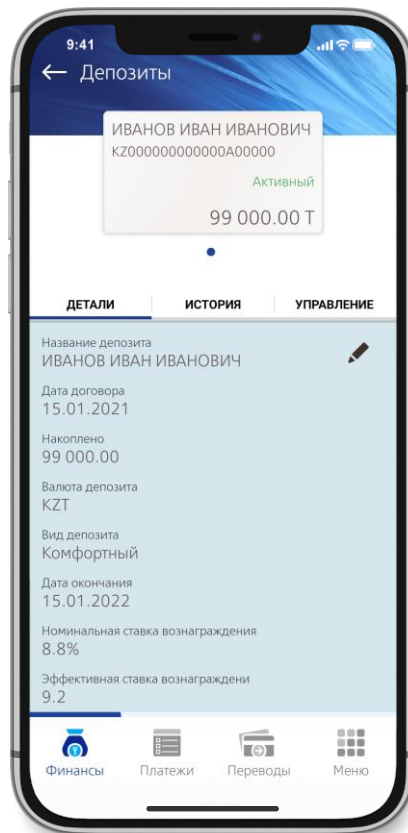 9:41
← Депозиты
ИВАНОВ ИВАН ИВАНОВИЧ
KZ000000000000A00000
Активный
99 000.00 T
ДЕТАЛИ ИСТОРИЯ УПРАВЛЕНИЕ
Название депозита
ИВАНОВ ИВАН ИВАНОВИЧ
Дата договора
15.01.2021
Накоплено
99 000.00
Валюта депозита
KZT
Вид депозита
Комфортный
Дата окончания
15.01.2022
Номинальная ставка вознаграждения
8.8%
Эффективная ставка вознаграждени
9.2
Финансы Платежи Переводы Меню